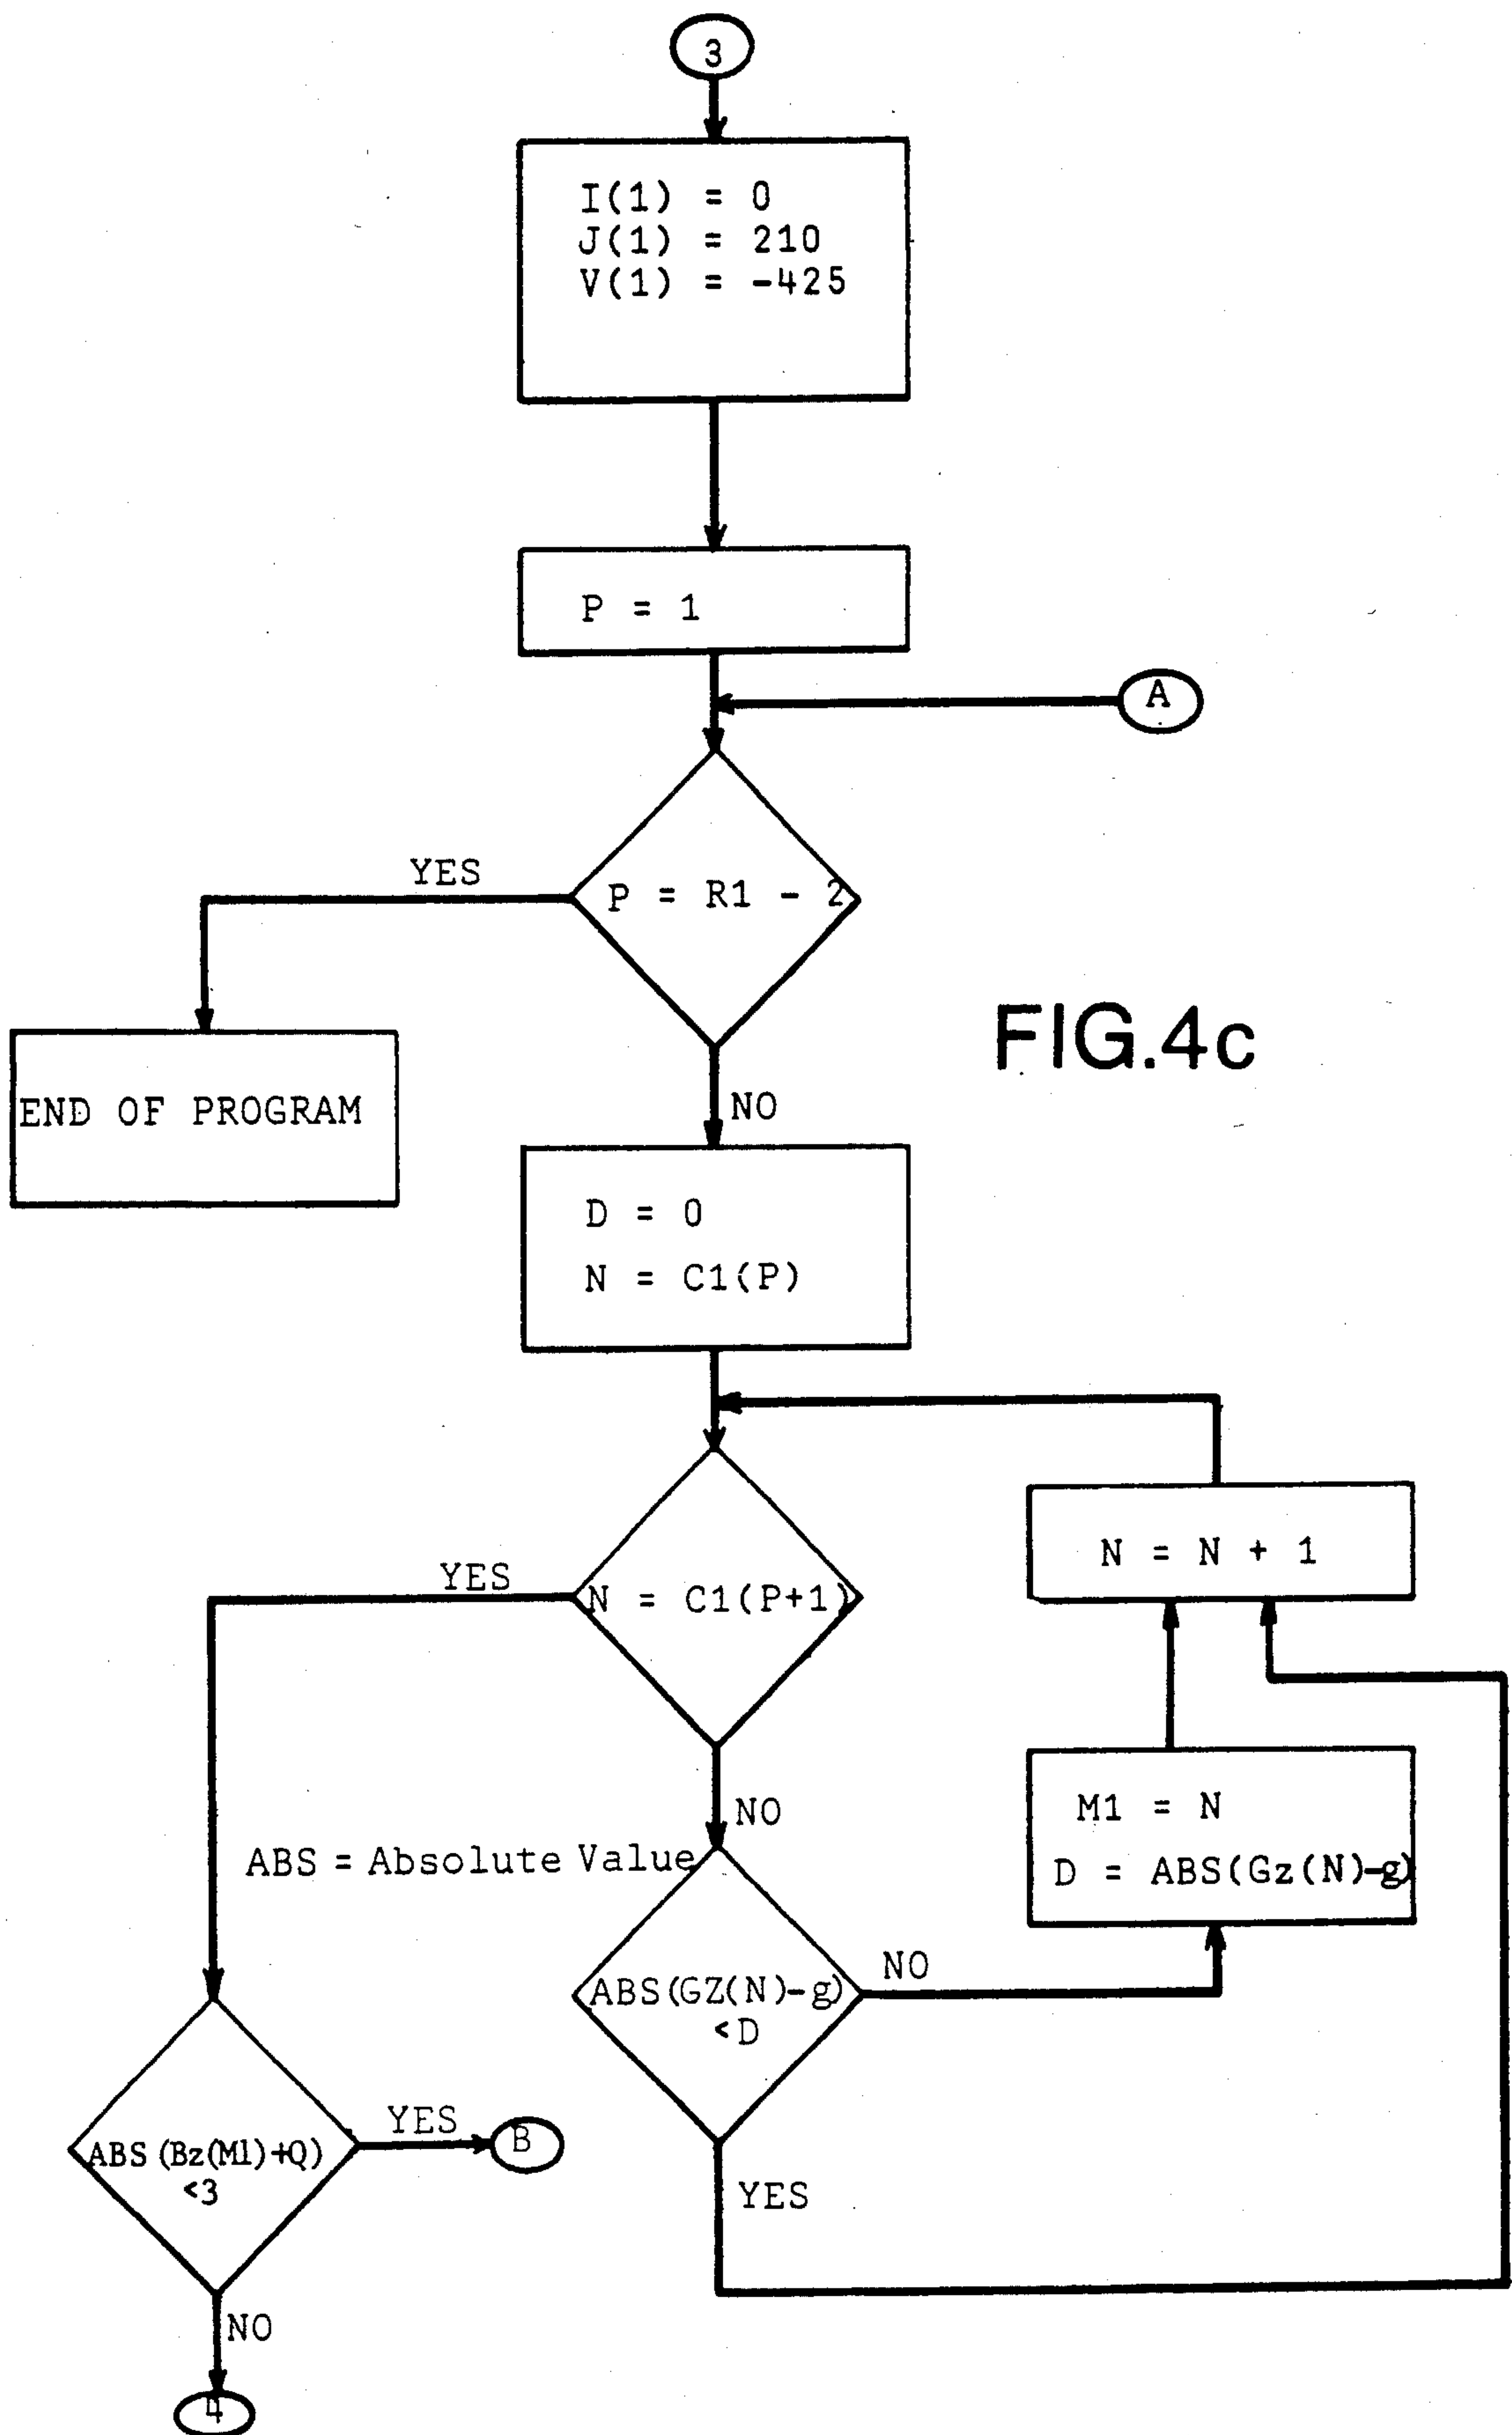 3
I(1) = 0
J(1) = 210
V(1) = -425
P = 1
A
YES
P = R1 - 2
FIG.4c
END OF PROGRAM
NO
D = 0
N = C1(P)
YES
N = C1(P+1)
N = N + 1
NO
ABS = Absolute Value
M1 = N
D = ABS(Gz(N)-g)
NO
ABS(GZ(N)-g)
<D
YES
B
ABS(Bz(M1)+Q)
<3
YES
NO
4